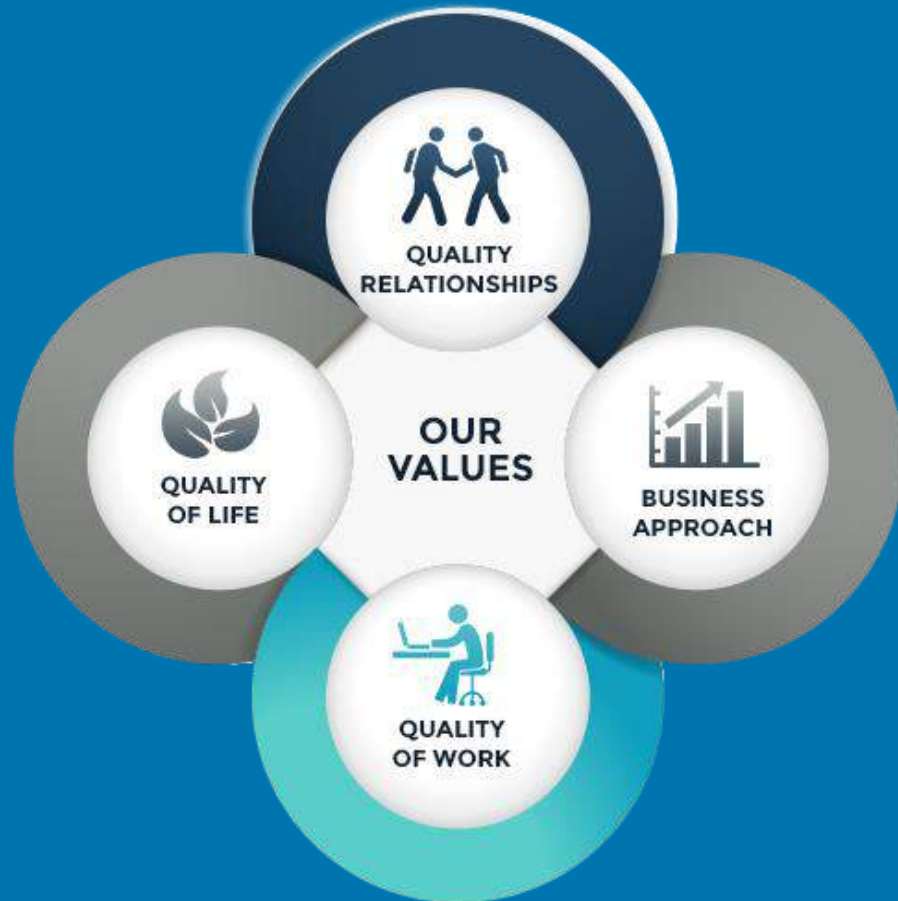 QUALITY
RELATIONSHIPS
OUR
VALUES
QUALITY
OF LIFE
BUSINESS
APPROACH
QUALITY
OF WORK